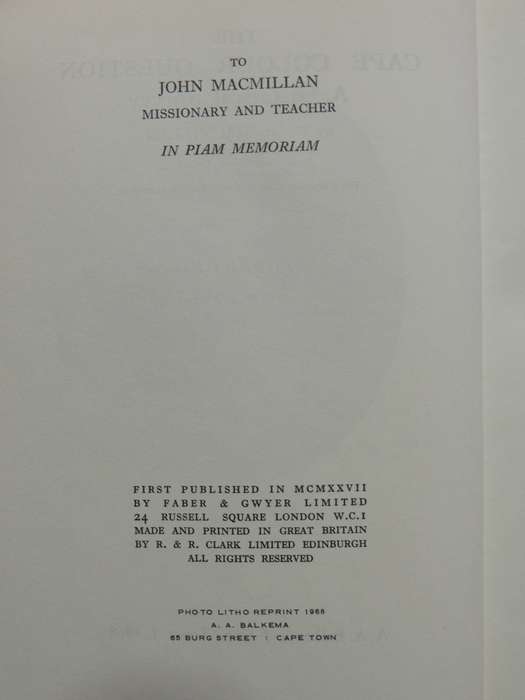 TO
JOHN MACMILLAN
MISSIONARY AND TEACHER
IN PIAM MEMORIAM
FIRST PUBLISHED IN MCMXXVII
BY FABER & GWYER LIMITED
24 RUSSELL SQUARE LONDON W.C.1
MADE AND PRINTED IN GREAT BRITAIN
BY R. & R. CLARK LIMITED EDINBURGH
ALL RIGHTS RESERVED
PHOTO LITHO REPRINT 1968
A. A. BALKEMA
65 BURG STREET : CAPE TOWN